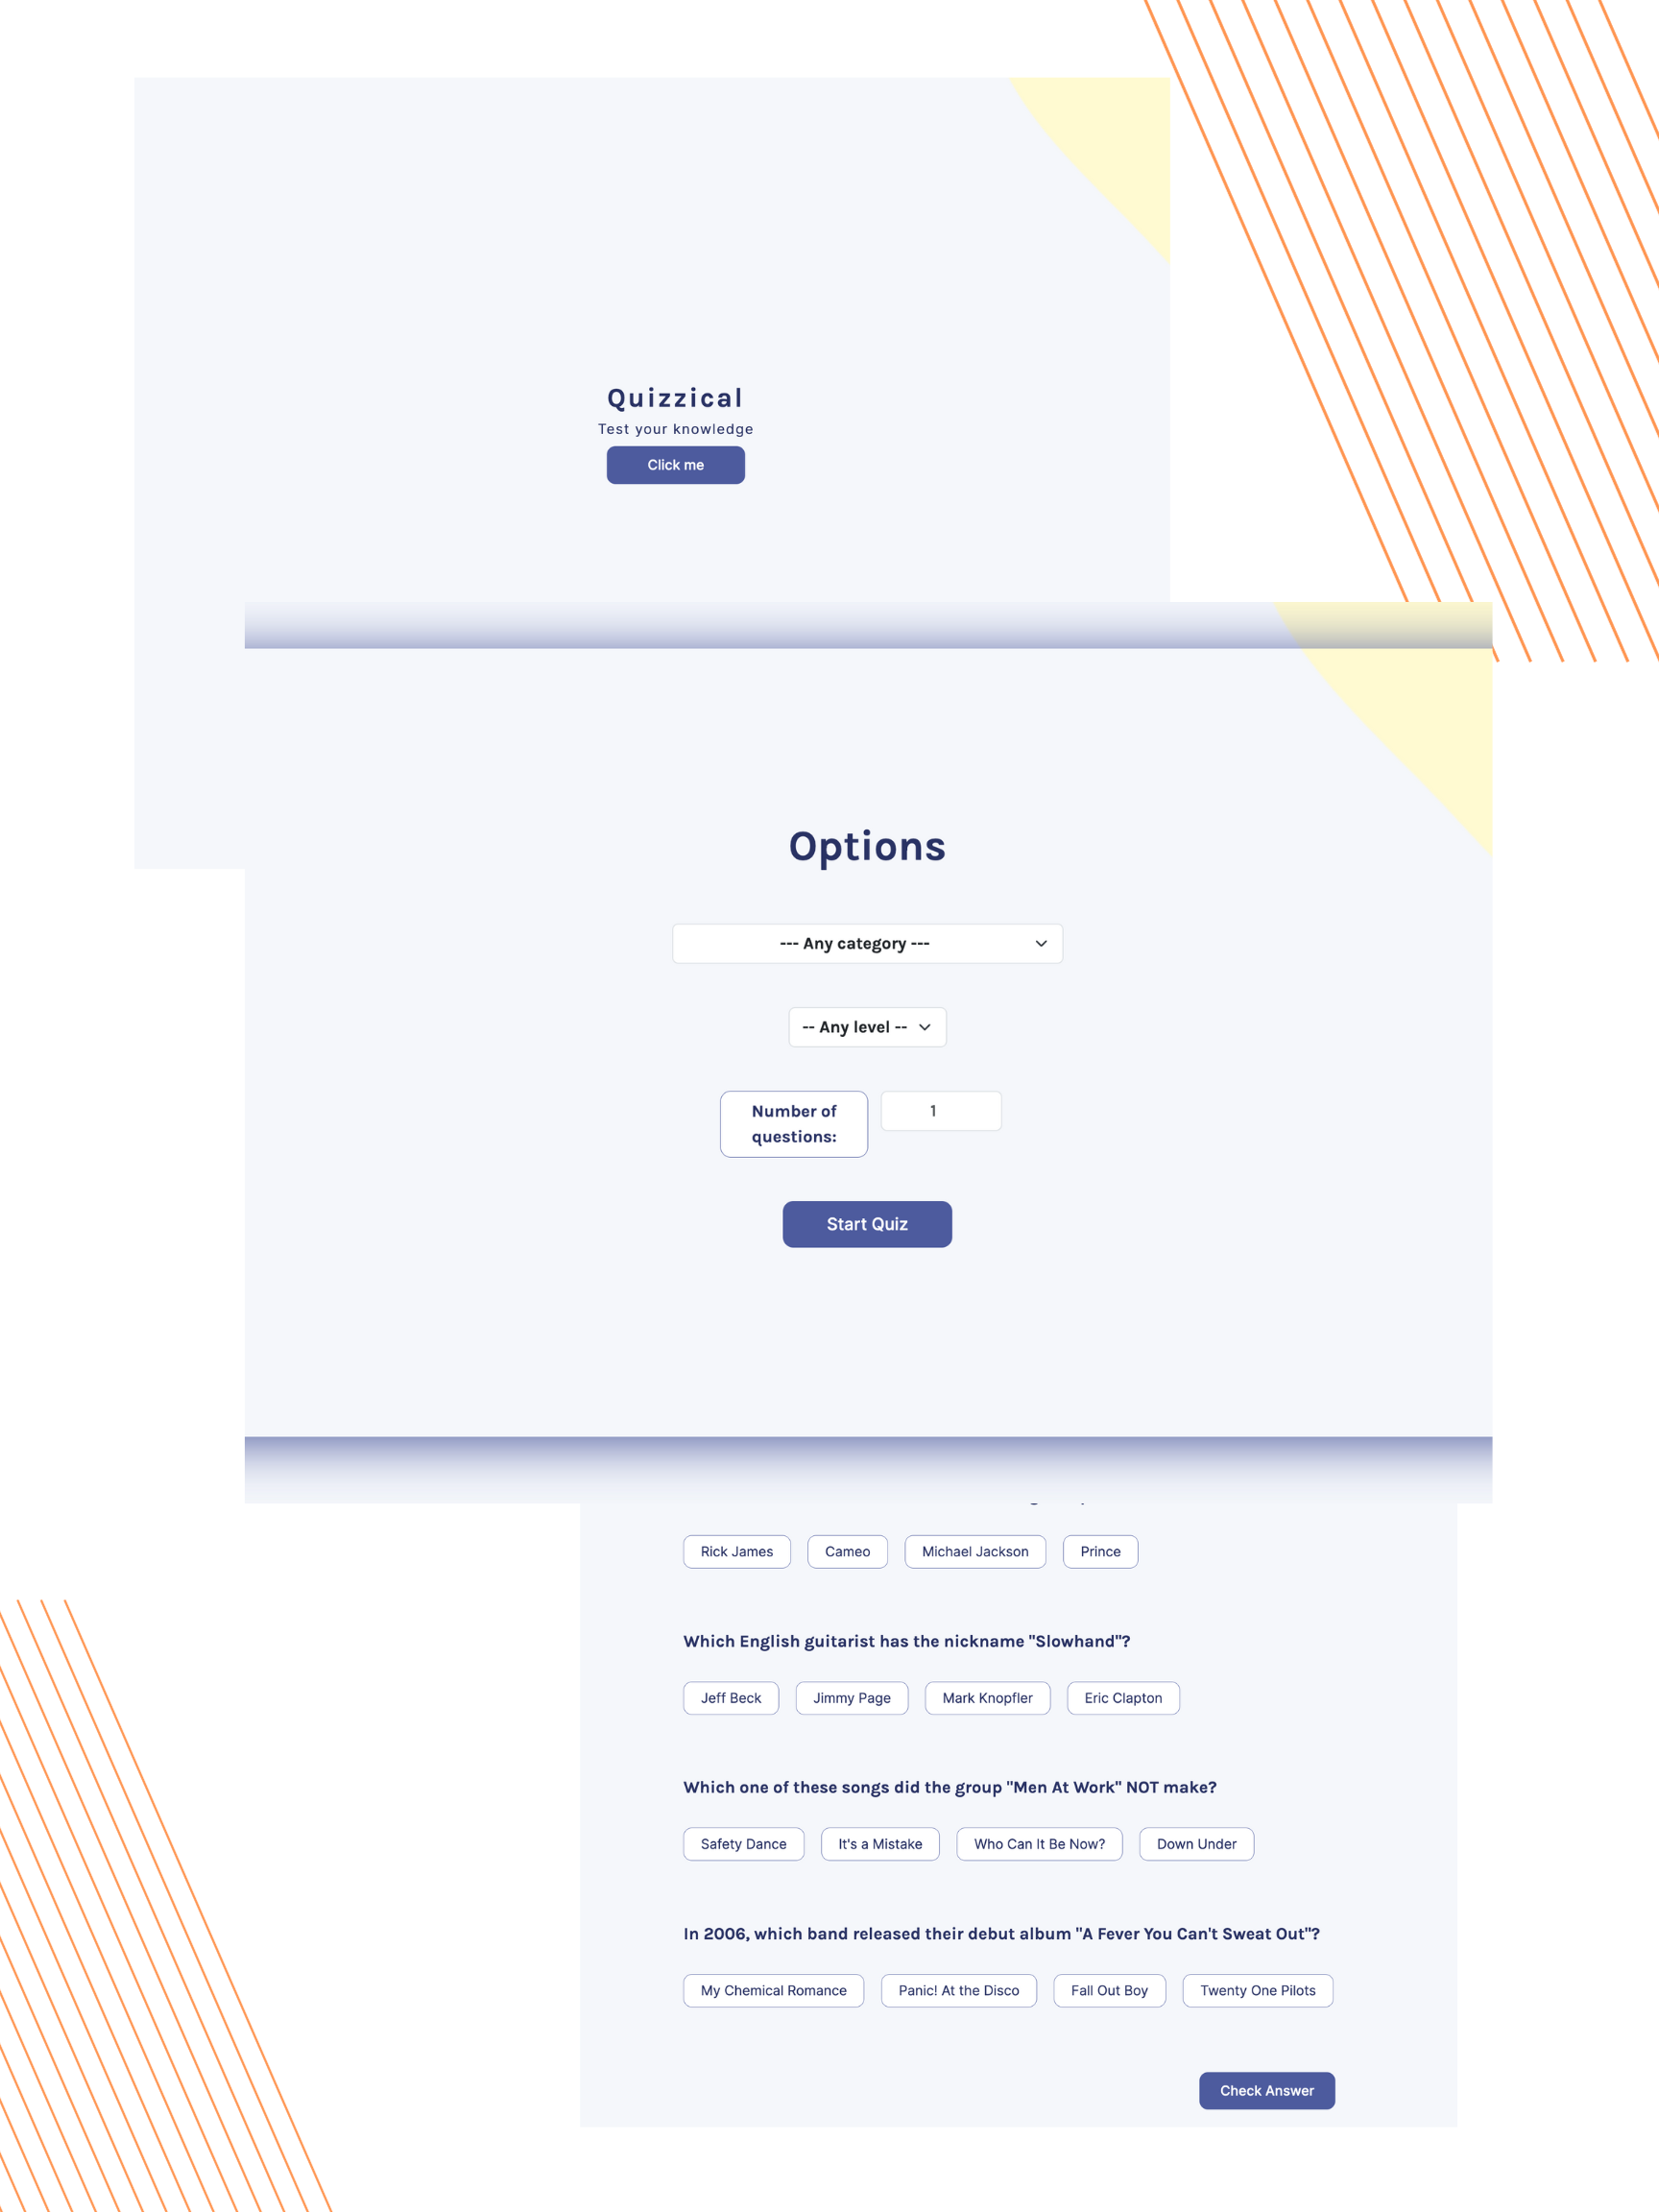 Quizzical
Test your knowledge
Click me
Options
--- Any category ---
-- Any level --
Number of
questions:
1
Start Quiz
Rick James
Cameo
Michael Jackson
Prince
Which English guitarist has the nickname "Slowhand"?
Jeff Beck
Jimmy Page
Mark Knopfler
Eric Clapton
Which one of these songs did the group "Men At Work" NOT make?
Safety Dance
It's a Mistake
Who Can It Be Now?
Down Under
In 2006, which band released their debut album "A Fever You Can't Sweat Out"?
My Chemical Romance
Panic! At the Disco
Fall Out Boy
Twenty One Pilots
Check Answer